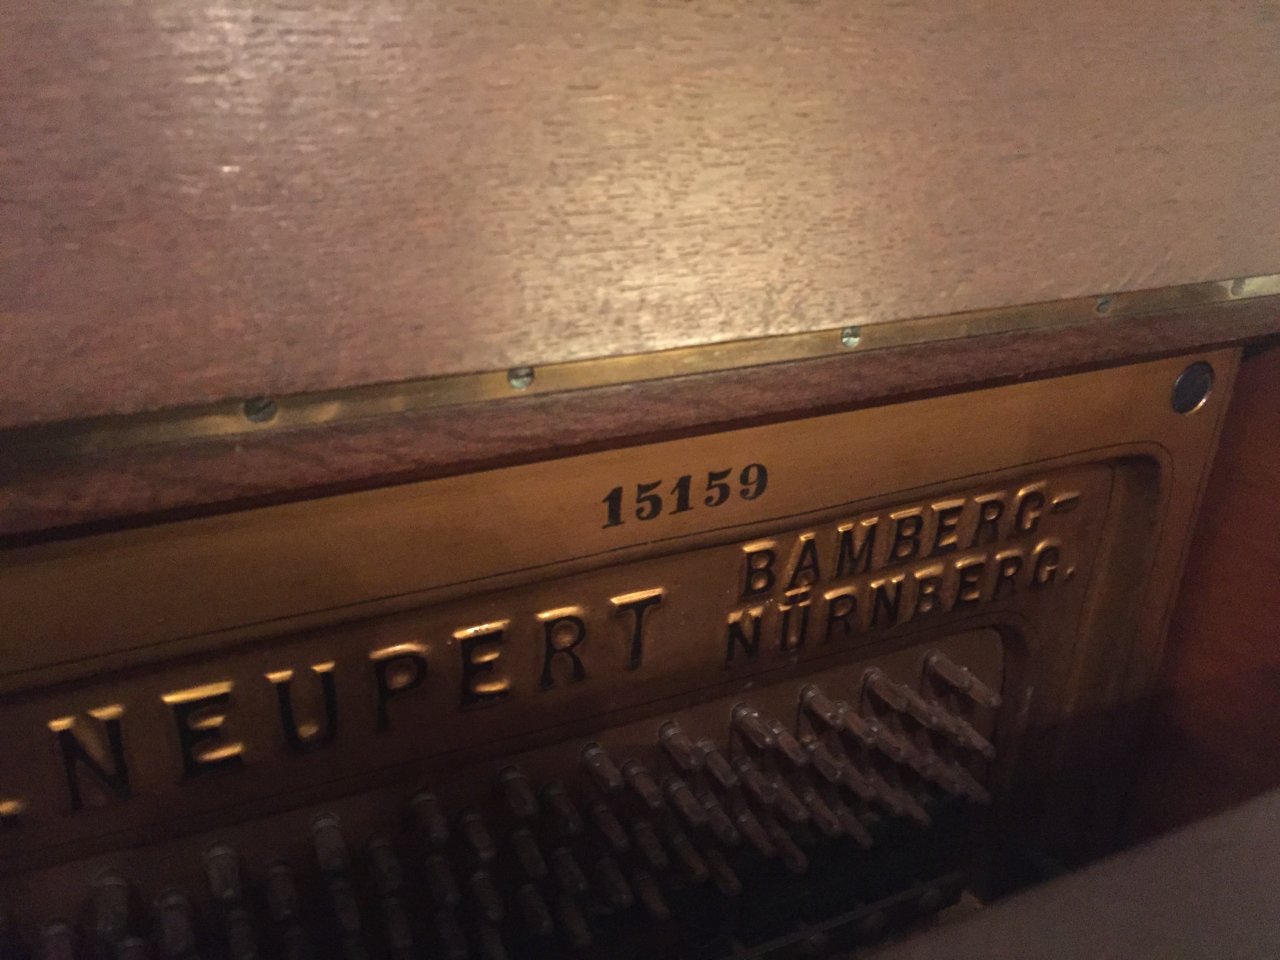 15159
. NEUPERT
BAMBERG-
NÜRNBERG.